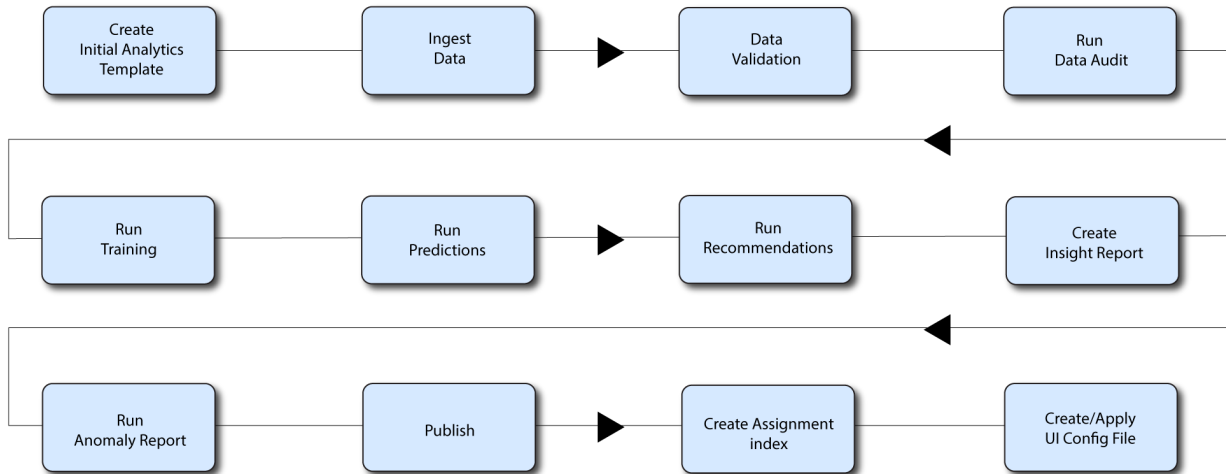 Create
Initial Analytics
Template
Ingest
Data
Data
Validation
Run
Data Audit
Run
Training
Run
Predictions
Run
Recommendations
Create
Insight Report
Run
Anomaly Report
Publish
Create Assignment
index
Create/Apply
UI Config File